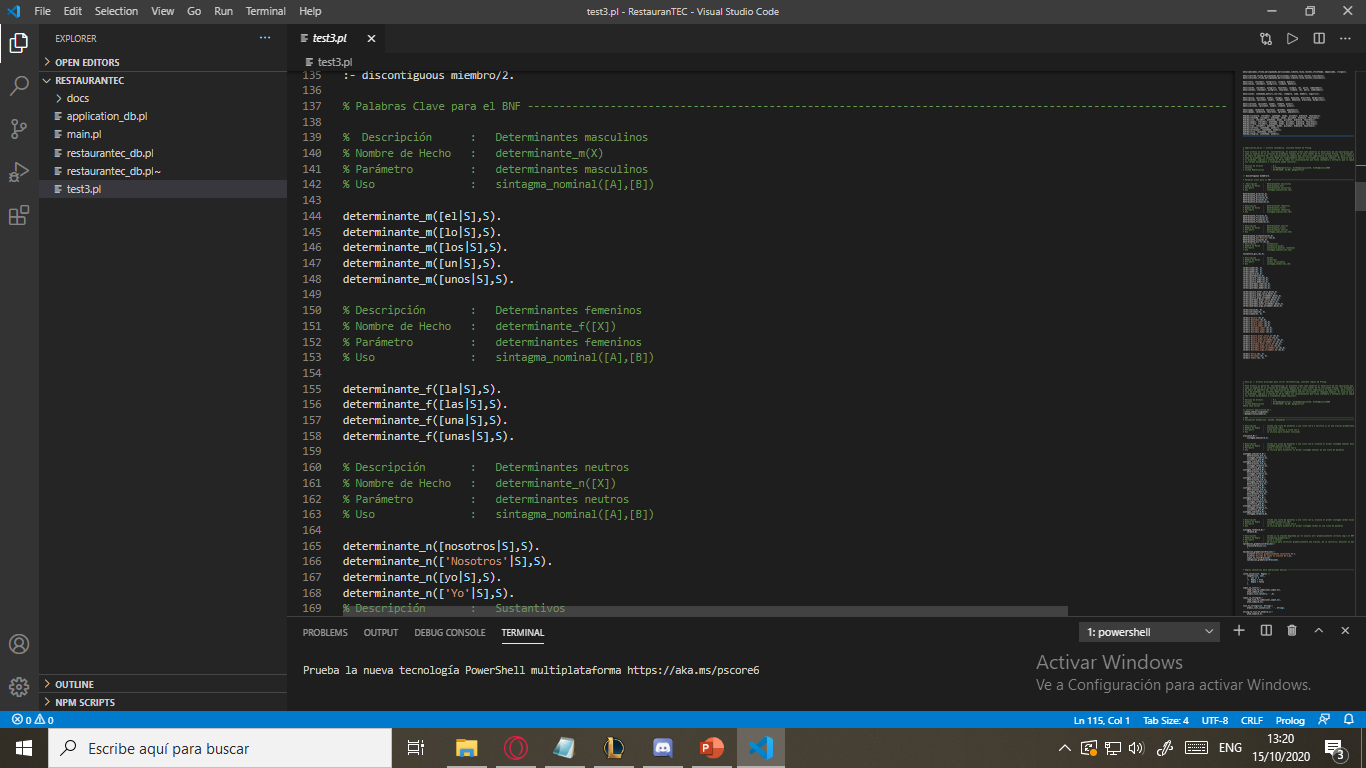 File Edit Selection View Go Run Terminal Help
test3.pl - RestauranTEC - Visual Studio Code
EXPLORER
OPEN EDITORS
RESTAURANTEC
docs
application_db.pl
main.pl
restaurantec_db.pl
restaurantec_db.pl~
test3.pl
OUTLINE
NPM SCRIPTS
test3.pl
test3.pl
135 :- discontiguous miembro/2.
136
137 % Palabras Clave para el BNF ----------------------------------------------------------------------------------------------------------------
138
139 %  Descripción      :   Determinantes masculinos
140 % Nombre de Hecho   :   determinante_m(X)
141 % Parámetro         :   determinantes masculinos
142 % Uso               :   sintagma_nominal([A],[B])
143
144 determinante_m([el|S],S).
145 determinante_m([lo|S],S).
146 determinante_m([los|S],S).
147 determinante_m([un|S],S).
148 determinante_m([unos|S],S).
149
150 % Descripción       :   Determinantes femeninos
151 % Nombre de Hecho   :   determinante_f([X])
152 % Parámetro         :   determinantes femeninos
153 % Uso               :   sintagma_nominal([A],[B])
154
155 determinante_f([la|S],S).
156 determinante_f([las|S],S).
157 determinante_f([una|S],S).
158 determinante_f([unas|S],S).
159
160 % Descripción       :   Determinantes neutros
161 % Nombre de Hecho   :   determinante_n([X])
162 % Parámetro         :   determinantes neutros
163 % Uso               :   sintagma_nominal([A],[B])
164
165 determinante_n([nosotros|S],S).
166 determinante_n(['Nosotros'|S],S).
167 determinante_n([yo|S],S).
168 determinante_n(['Yo'|S],S).
169 % Descripción       :   Sustantivos
PROBLEMS OUTPUT DEBUG CONSOLE TERMINAL
1: powershell
Prueba la nueva tecnología PowerShell multiplataforma https://aka.ms/pscore6
Activar Windows
Ve a Configuración para activar Windows.
0 0
Ln 115, Col 1 Tab Size: 4 UTF-8 CRLF Prolog
Escribe aquí para buscar
ENG
13:20
15/10/2020
3